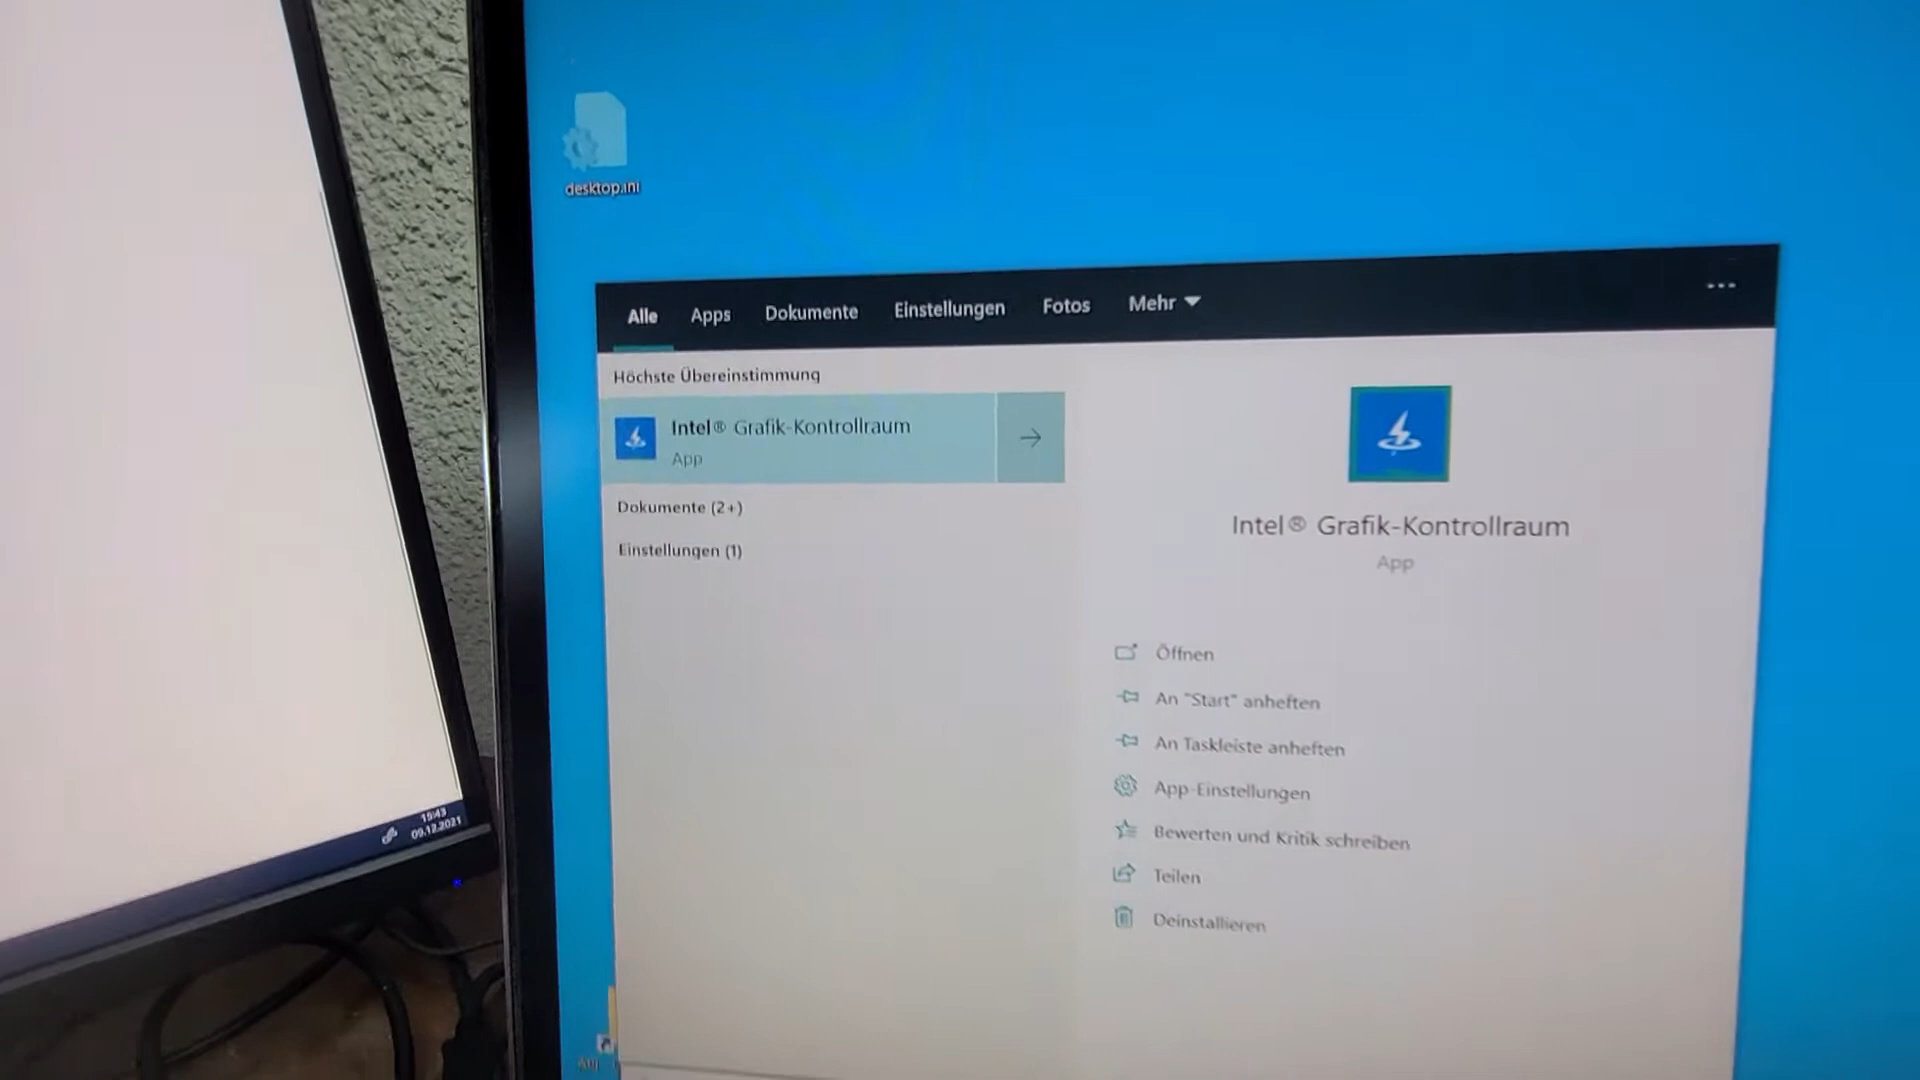 desktop.ini
Alle Apps Dokumente Einstellungen Fotos Mehr
Höchste Übereinstimmung
Intel® Grafik-Kontrollraum
App
Dokumente (2+)
Einstellungen (1)
Intel® Grafik-Kontrollraum
App
Öffnen
An "Start" anheften
An Taskleiste anheften
App-Einstellungen
Bewerten und Kritik schreiben
Teilen
Deinstallieren
15:43
09.12.2021